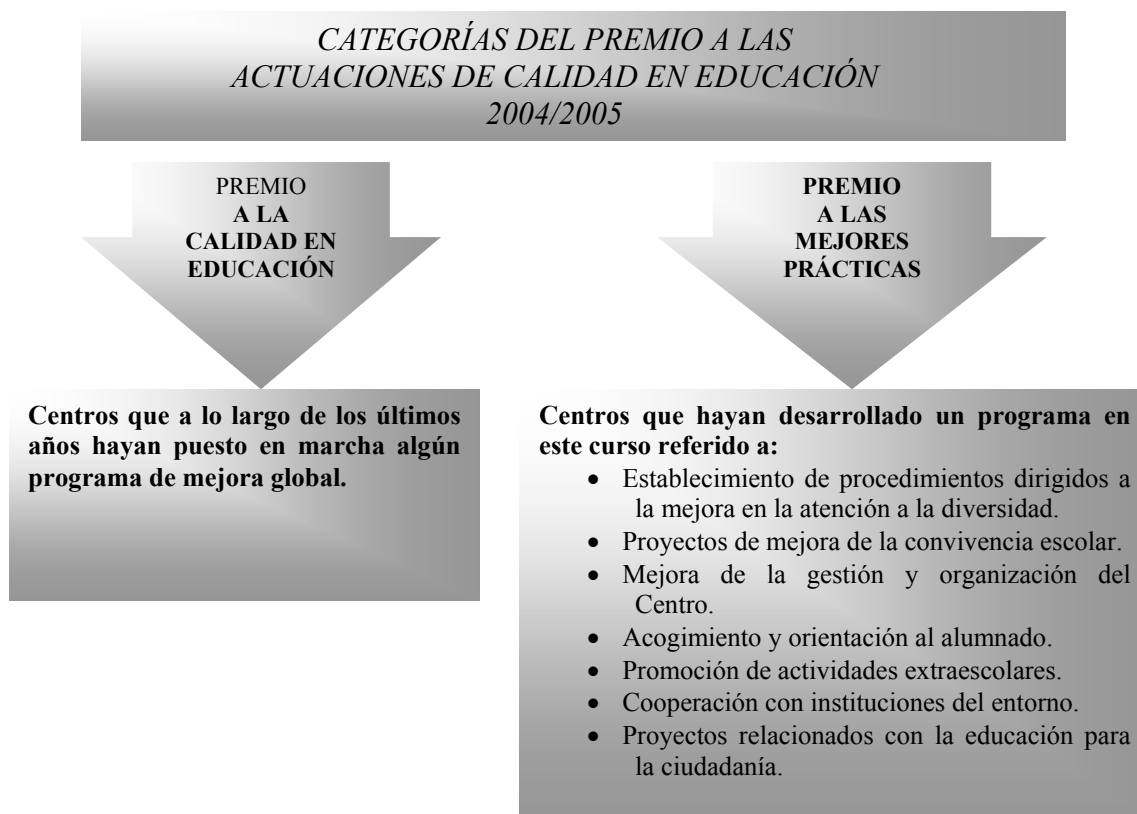 CATEGORÍAS DEL PREMIO A LAS
ACTUACIONES DE CALIDAD EN EDUCACIÓN
2004/2005
PREMIO
A LA
CALIDAD EN
EDUCACIÓN
PREMIO
A LAS
MEJORES
PRÁCTICAS
Centros que a lo largo de los últimos
años hayan puesto en marcha algún
programa de mejora global.
Centros que hayan desarrollado un programa en
este curso referido a:
• Establecimiento de procedimientos dirigidos a
la mejora en la atención a la diversidad.
• Proyectos de mejora de la convivencia escolar.
• Mejora de la gestión y organización del
Centro.
• Acogimiento y orientación al alumnado.
• Promoción de actividades extraescolares.
• Cooperación con instituciones del entorno.
• Proyectos relacionados con la educación para
la ciudadanía.